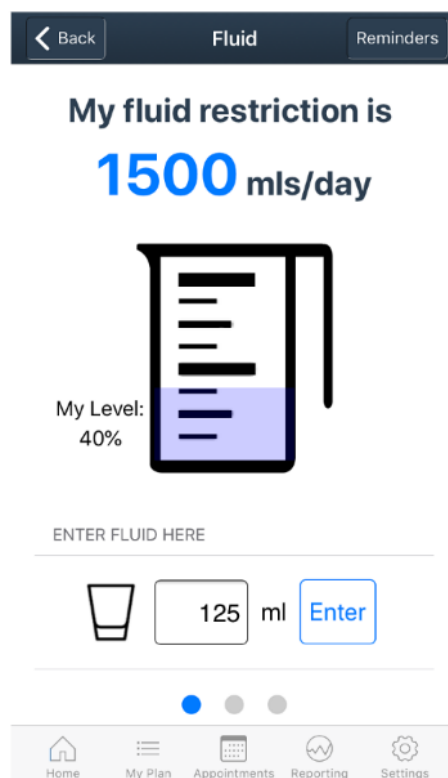 Back
Fluid
Reminders
My fluid restriction is
1500 mls/day
My Level:
40%
ENTER FLUID HERE
125 ml Enter
Home
My Plan
Appointments
Reporting
Settings